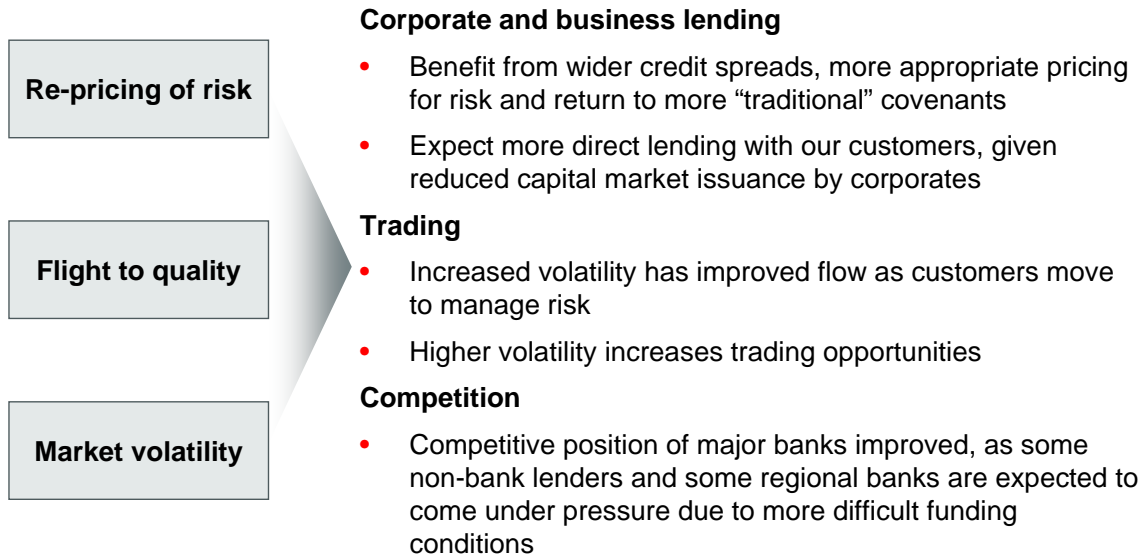 Re-pricing of risk
Flight to quality
Market volatility
Corporate and business lending
• Benefit from wider credit spreads, more appropriate pricing
for risk and return to more “traditional” covenants
• Expect more direct lending with our customers, given
reduced capital market issuance by corporates
Trading
• Increased volatility has improved flow as customers move
to manage risk
• Higher volatility increases trading opportunities
Competition
• Competitive position of major banks improved, as some
non-bank lenders and some regional banks are expected to
come under pressure due to more difficult funding
conditions